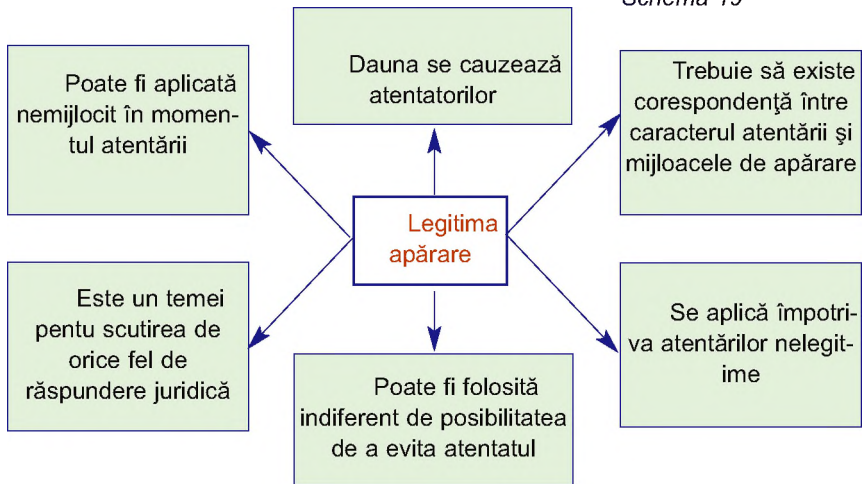 Schema 19
Poate fi aplicată
nemijlocit în momen-
tul atentării
Dauna se cauzează
atentatorilor
Trebuie să existe
corespondenţă între
caracterul atentării şi
mijloacele de apărare
Legitima
apărare
Este un temei
pentu scutirea de
orice fel de
răspundere juridică
Poate fi folosită
indiferent de posibilitatea
de a evita atentatul
Se aplică împotri-
va atentărilor nelegit-
ime